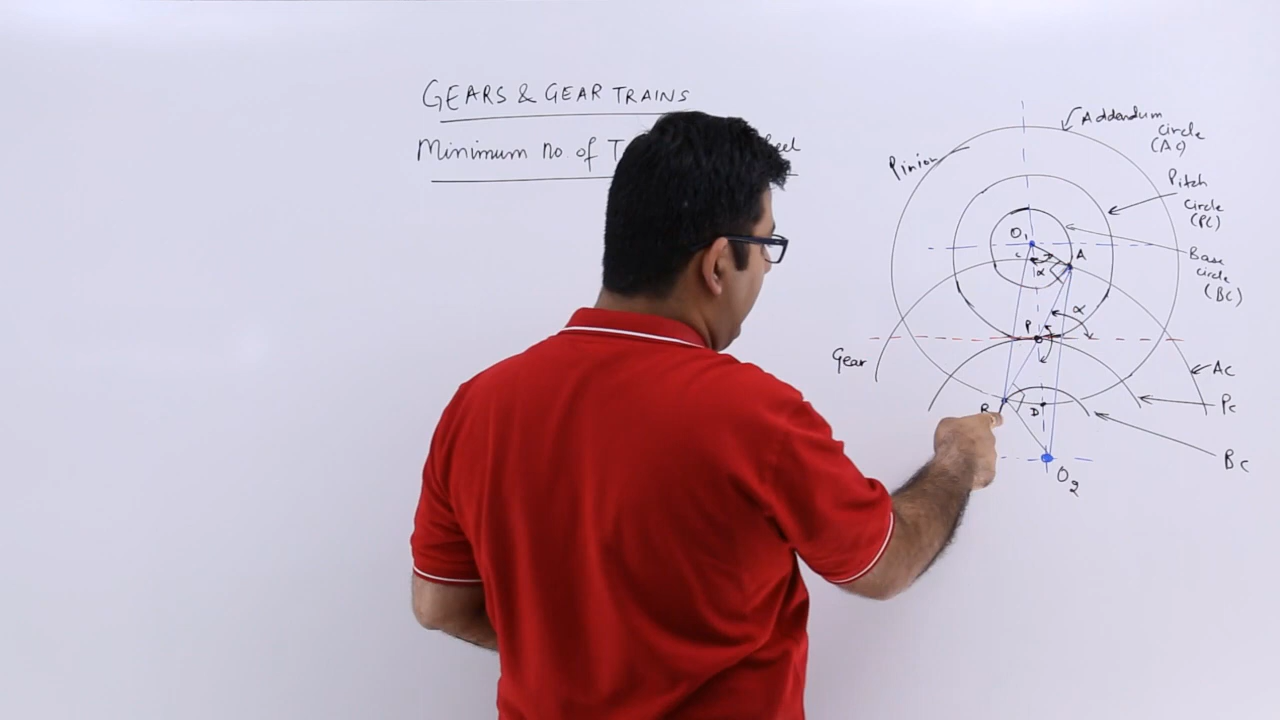 GEARS & GEAR TRAINS
Minimum no of T
Addendum
circle
(Ac)
Pinion
Pitch
circle
(PC)
O1
A
Base
circle
(BC)
c
α
α
P
Gear
Ac
Pc
D
Bc
O2